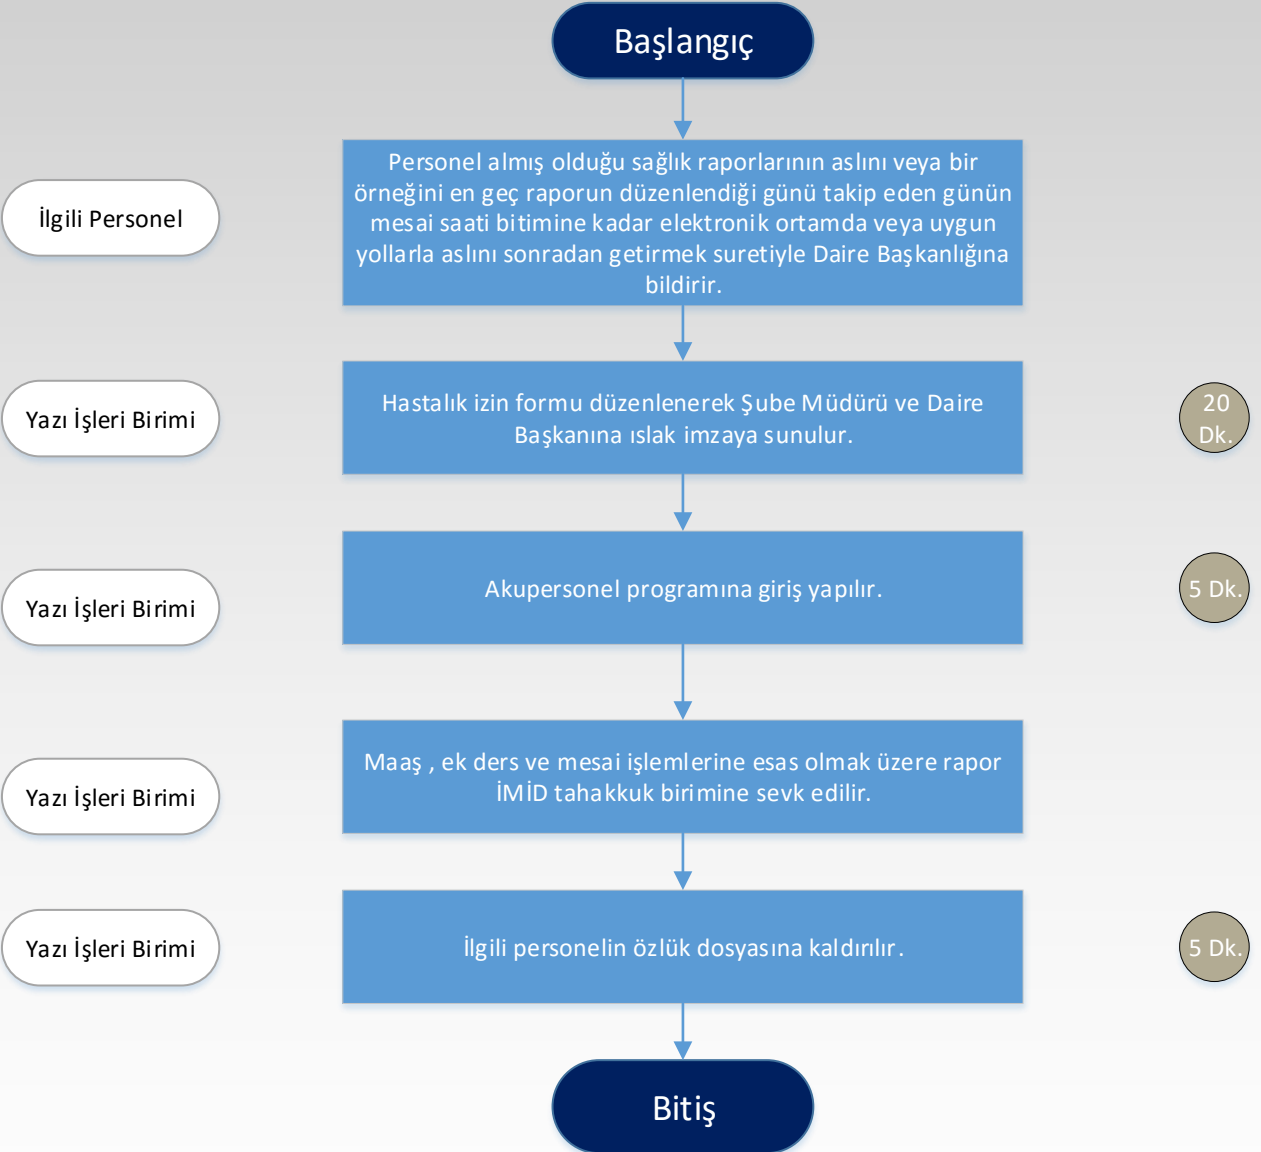 Başlangıç
İlgili Personel
Personel almış olduğu sağlık raporlarının aslını veya bir
örneğini en geç raporun düzenlendiği günü takip eden günün
mesai saati bitimine kadar elektronik ortamda veya uygun
yollarla aslını sonradan getirmek suretiyle Daire Başkanlığına
bildirir.
Yazı İşleri Birimi
Hastalık izin formu düzenlenerek Şube Müdürü ve Daire
Başkanına ıslak imzaya sunulur.
20
Dk.
Yazı İşleri Birimi
Akupersonel programına giriş yapılır.
5 Dk.
Yazı İşleri Birimi
Maaş , ek ders ve mesai işlemlerine esas olmak üzere rapor
İMİD tahakkuk birimine sevk edilir.
Yazı İşleri Birimi
İlgili personelin özlük dosyasına kaldırılır.
5 Dk.
Bitiş